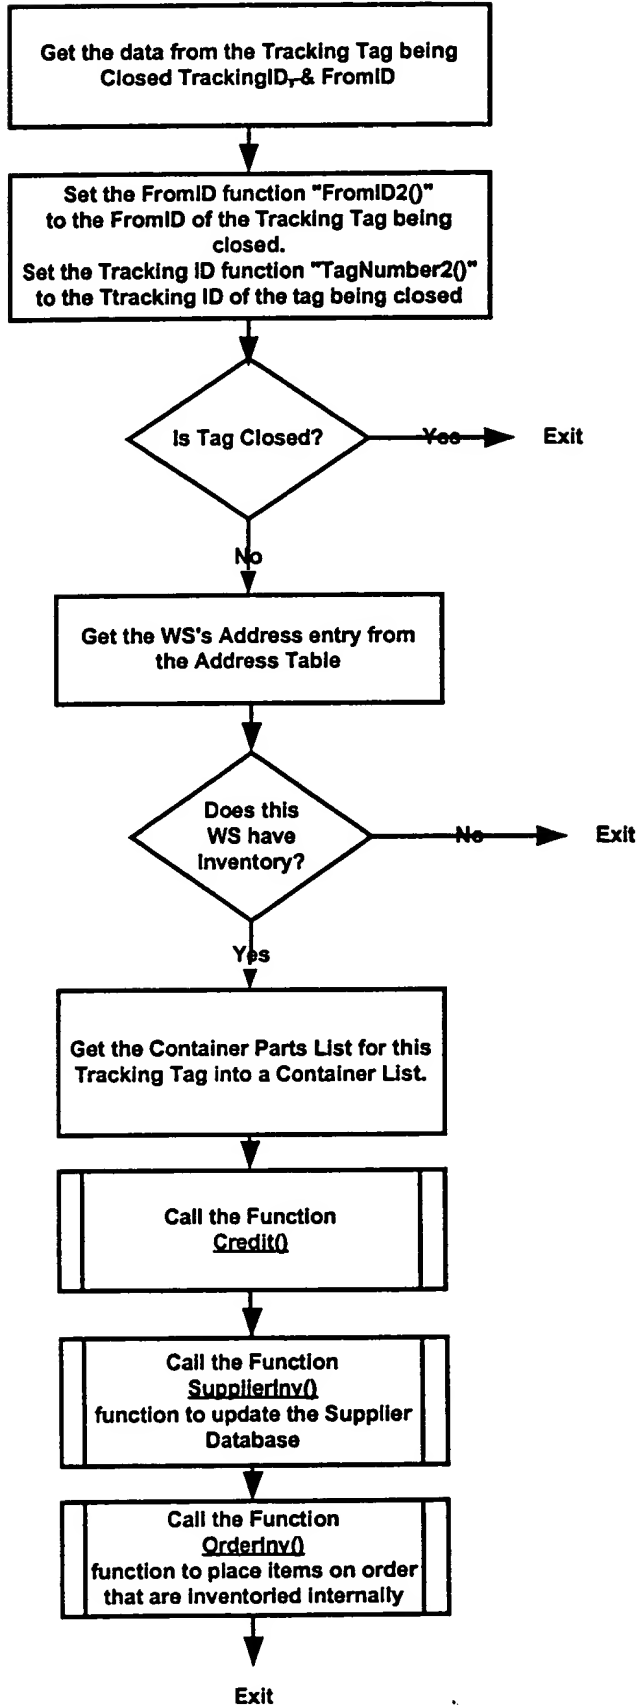 Get the data from the Tracking Tag being
Closed TrackingID, & FromID
Set the FromID function "FromID2()"
to the FromID of the Tracking Tag being
closed.
Set the Tracking ID function "TagNumber2()"
to the Ttracking ID of the tag being closed
Is Tag Closed?
Yes
Exit
No
Get the WS's Address entry from
the Address Table
Does this
WS have
Inventory?
No
Exit
Yes
Get the Container Parts List for this
Tracking Tag into a Container List.
Call the Function
Credit()
Call the Function
SupplierInv()
function to update the Supplier
Database
Call the Function
OrderInv()
function to place items on order
that are inventoried internally
Exit